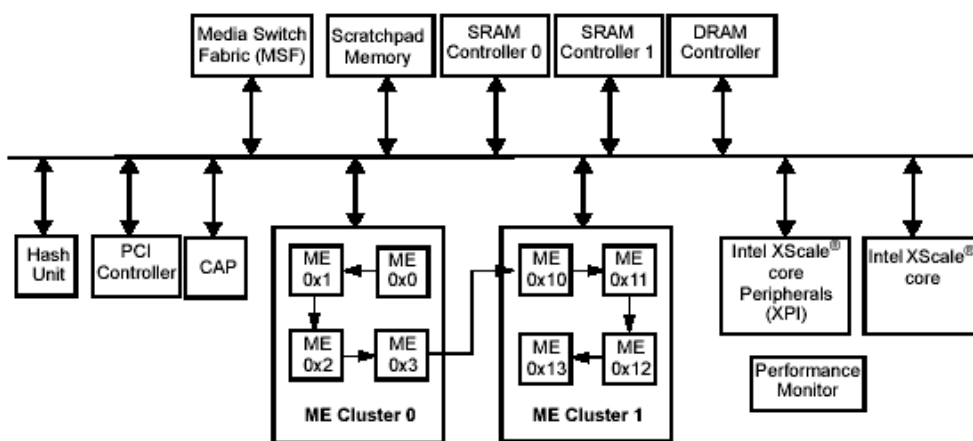 Media Switch
Fabric (MSF)
Scratchpad
Memory
SRAM
Controller 0
SRAM
Controller 1
DRAM
Controller
Hash
Unit
PCI
Controller
CAP
ME
0x1
ME
0x0
ME
0x2
ME
0x3
ME Cluster 0
ME
0x10
ME
0x11
ME
0x13
ME
0x12
ME Cluster 1
Intel XScale®
core
Peripherals
(XPI)
Intel XScale®
core
Performance
Monitor